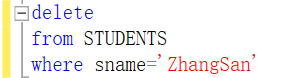 delete
from STUDENTS
where sname='ZhangSan'